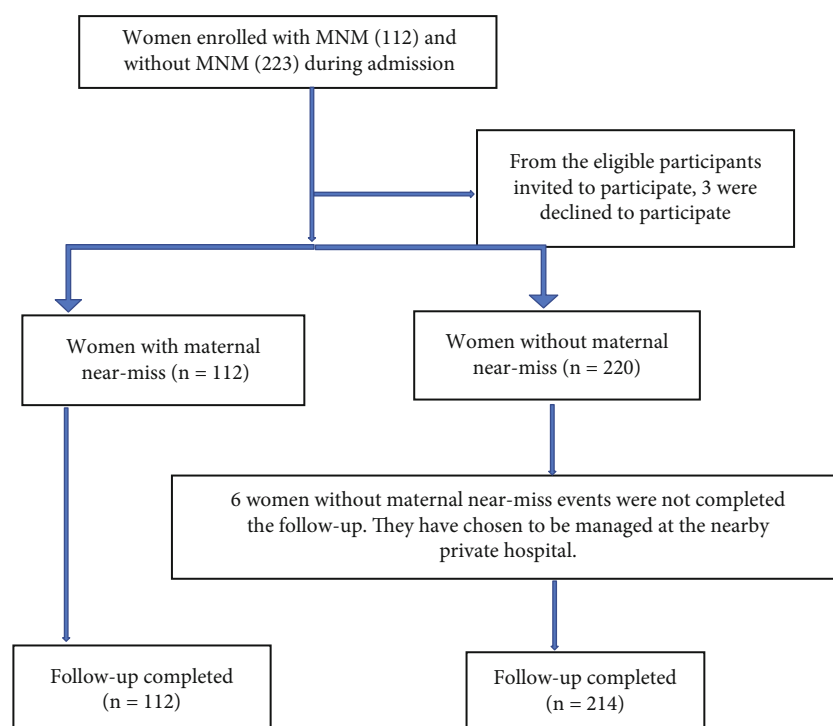 Women enrolled with MNM (112) and
without MNM (223) during admission
From the eligible participants
invited to participate, 3 were
declined to participate
Women with maternal
near-miss (n = 112)
Women without maternal
near-miss (n = 220)
6 women without maternal near-miss events were not completed
the follow-up. They have chosen to be managed at the nearby
private hospital.
Follow-up completed
(n = 112)
Follow-up completed
(n = 214)